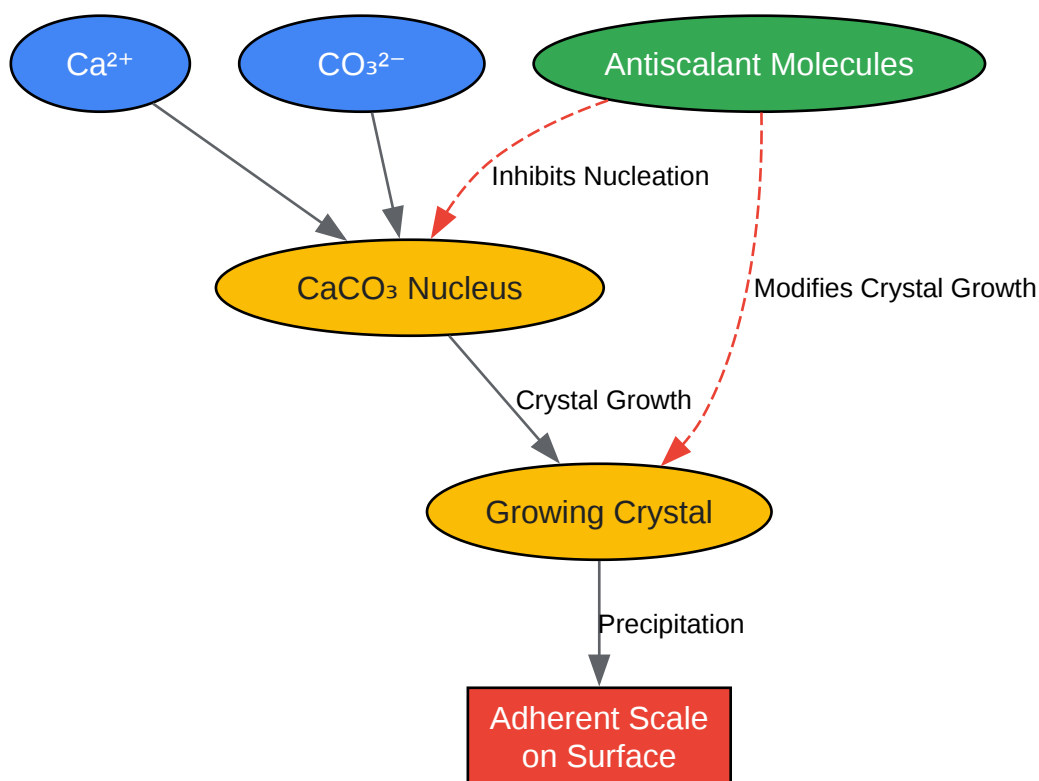 Ca²⁺
CO₃²⁻
Antiscalant Molecules
Inhibits Nucleation
CaCO₃ Nucleus
Modifies Crystal Growth
Crystal Growth
Growing Crystal
Precipitation
Adherent Scale
on Surface